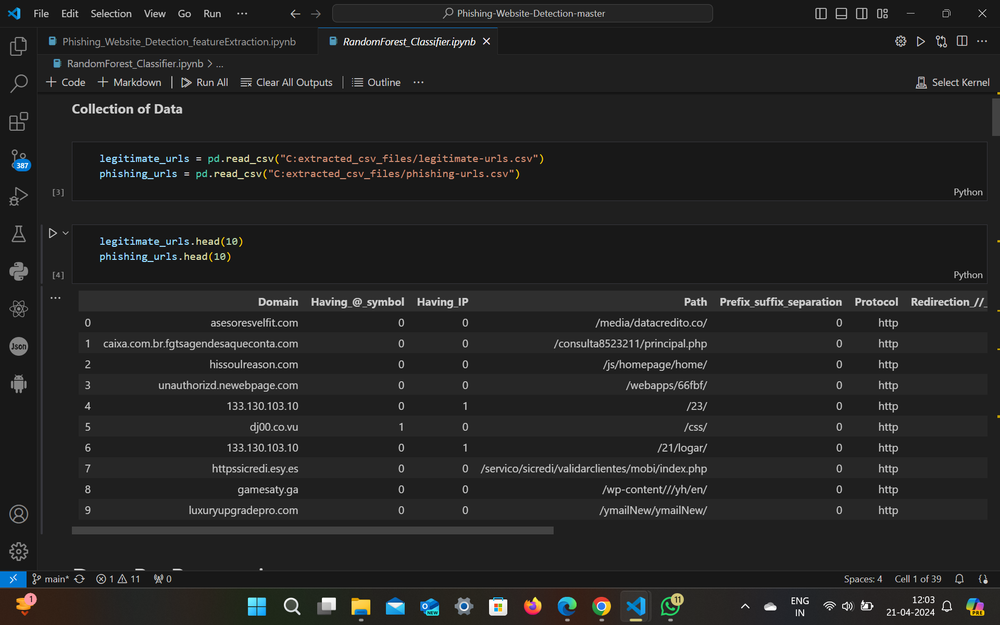 File Edit Selection View Go Run ··· Phishing-Website-Detection-master
Phishing_Website_Detection_featureExtraction.ipynb RandomForest_Classifier.ipynb
RandomForest_Classifier.ipynb > ...
+ Code + Markdown | Run All Clear All Outputs | Outline ··· Select Kernel
Collection of Data
legitimate_urls = pd.read_csv("C:extracted_csv_files/legitimate-urls.csv")
phishing_urls = pd.read_csv("C:extracted_csv_files/phishing-urls.csv")
[3] Python
legitimate_urls.head(10)
phishing_urls.head(10)
[4] Python
Domain Having_@_symbol Having_IP Path Prefix_suffix_separation Protocol Redirection_//_
0 asesoresvelfit.com 0 0 /media/datacredito.co/ 0 http
1 caixa.com.br.fgtsagendesaqueconta.com 0 0 /consulta8523211/principal.php 0 http
2 hissoulreason.com 0 0 /js/homepage/home/ 0 http
3 unauthorizd.newebpage.com 0 0 /webapps/66fbf/ 0 http
4 133.130.103.10 0 1 /23/ 0 http
5 dj00.co.vu 1 0 /css/ 0 http
6 133.130.103.10 0 1 /21/logar/ 0 http
7 httpssicredi.esy.es 0 0 /servico/sicredi/validarclientes/mobi/index.php 0 http
8 gamesaty.ga 0 0 /wp-content///yh/en/ 0 http
9 luxuryupgradepro.com 0 0 /ymailNew/ymailNew/ 0 http
387
Json
main* 1 11 0 Spaces: 4 Cell 1 of 39
1 NEW 11 ENG 12:03
IN 21-04-2024 PRE